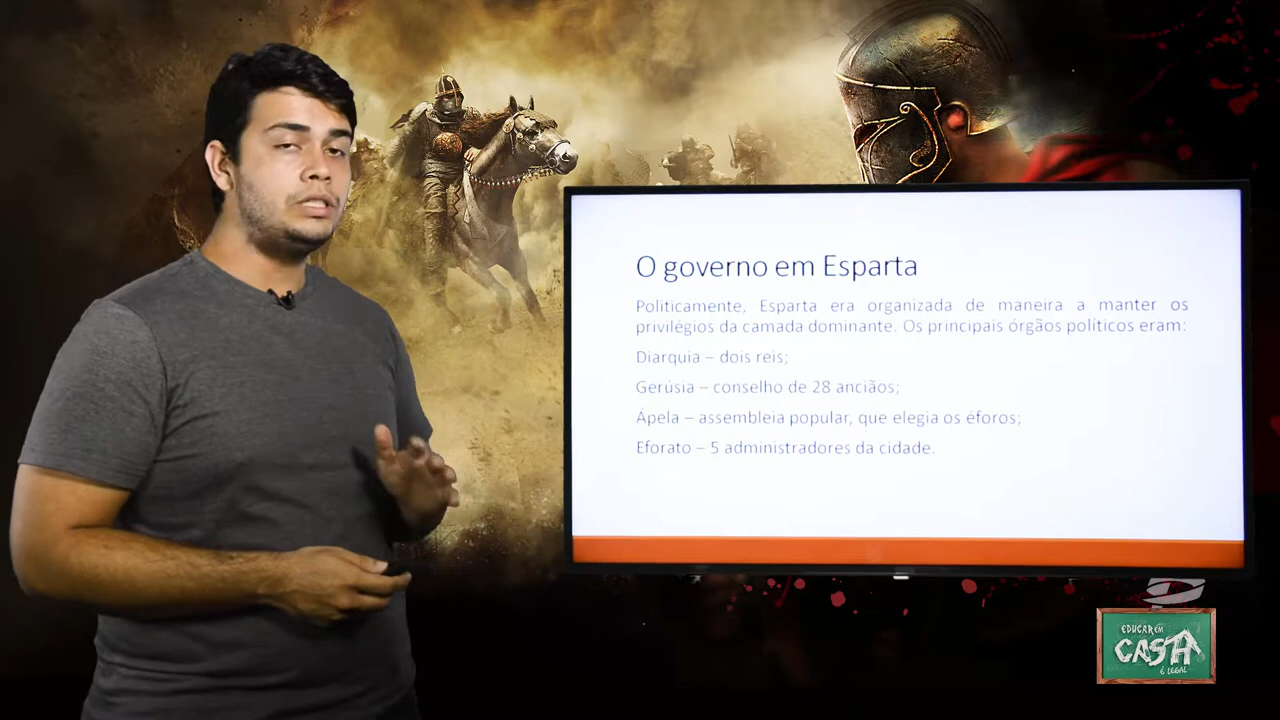 O governo em Esparta
Politicamente, Esparta era organizada de maneira a manter os
privilégios da camada dominante. Os principais órgãos políticos eram:
Diarquia – dois reis;
Gerúsia – conselho de 28 anciãos;
Ápela – assembleia popular, que elegia os éforos;
Eforato – 5 administradores da cidade.
EDUCAR EM
CASA
É LEGAL